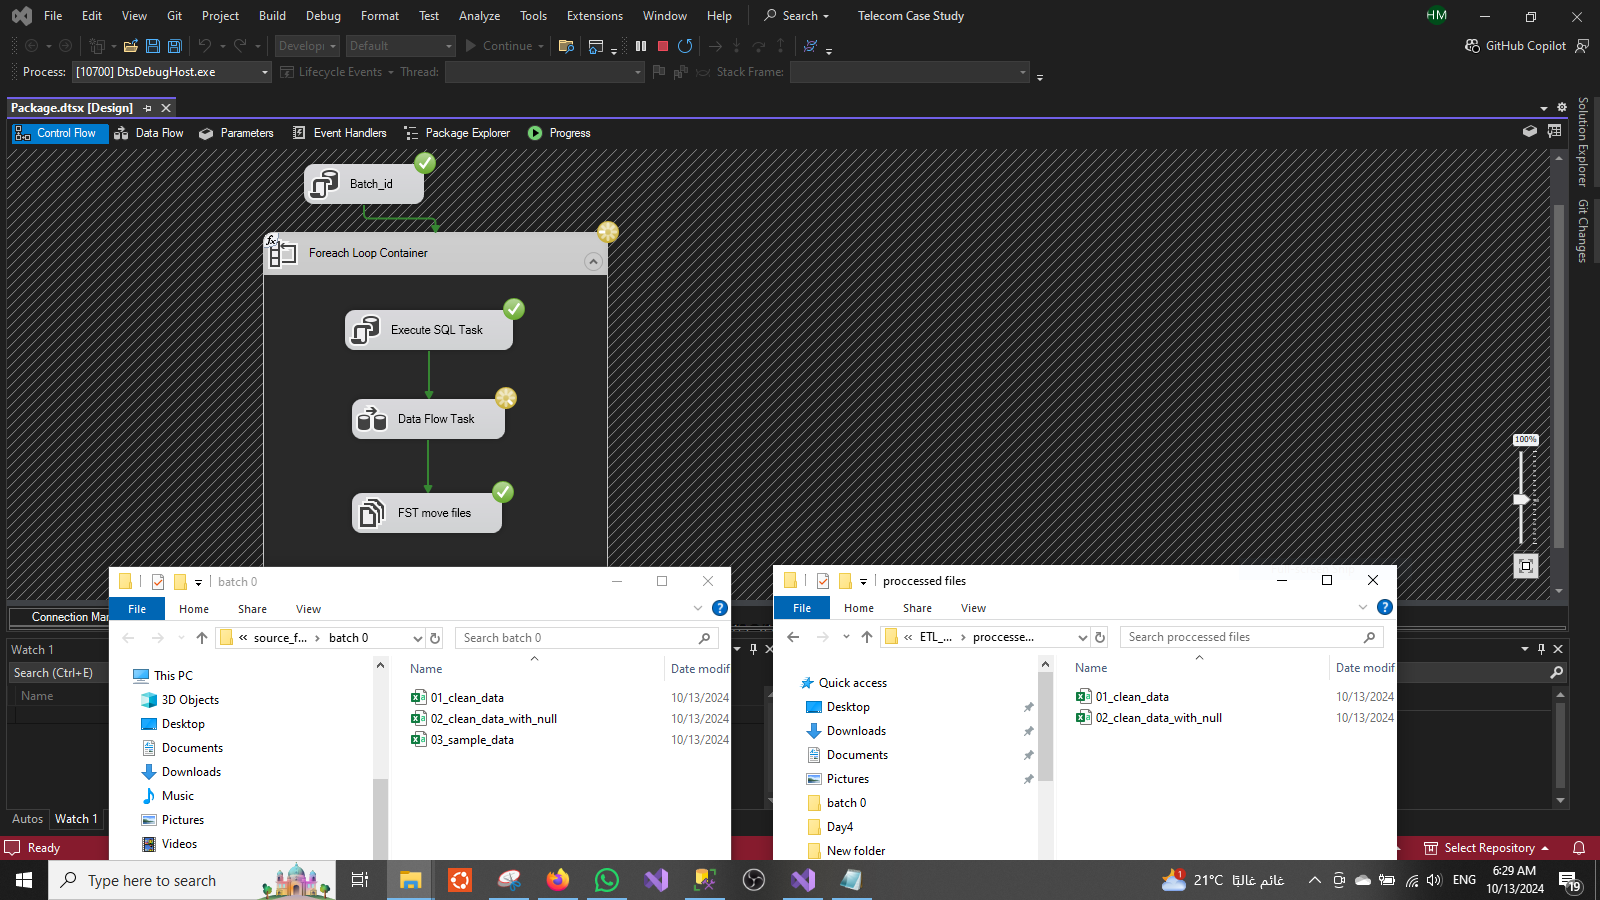 File Edit View Git Project Build Debug Format Test Analyze Tools Extensions Window Help Search Telecom Case Study HM
Develop Default Continue GitHub Copilot
Process: [10700] DtsDebugHost.exe Lifecycle Events Thread: Stack Frame:
Package.dtsx [Design]
Control Flow Data Flow Parameters Event Handlers Package Explorer Progress
Solution Explorer
Git Changes
Batch_id
fx
Foreach Loop Container
Execute SQL Task
Data Flow Task
FST move files
100%
Connection Mar
Watch 1
Search (Ctrl+E)
Name
Autos Watch 1
Ready
batch 0
File Home Share View
« source_f... › batch 0
Search batch 0
This PC
3D Objects
Desktop
Documents
Downloads
Music
Pictures
Videos
Name Date modif
01_clean_data 10/13/2024
02_clean_data_with_null 10/13/2024
03_sample_data 10/13/2024
proccessed files
File Home Share View
« ETL_... › proccesse...
Search proccessed files
Quick access
Desktop
Downloads
Documents
Pictures
batch 0
Day4
New folder
Name Date modif
01_clean_data 10/13/2024
02_clean_data_with_null 10/13/2024
Select Repository
Type here to search
1
21°C غائم غالبًا
ENG
6:29 AM
10/13/2024
19